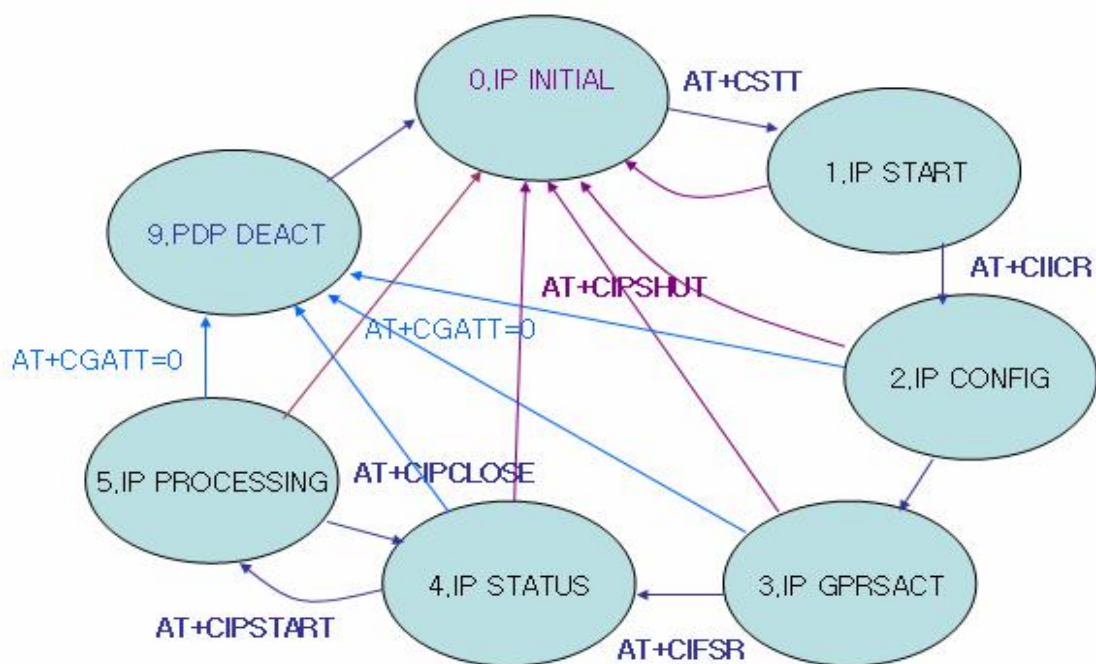 0,IP INITIAL
AT+CSTT
1,IP START
9,PDP DEACT
AT+CIICR
AT+CIPSHUT
AT+CGATT=0
AT+CGATT=0
2,IP CONFIG
5,IP PROCESSING
AT+CIPCLOSE
4,IP STATUS
3,IP GPRSACT
AT+CIPSTART
AT+CIFSR